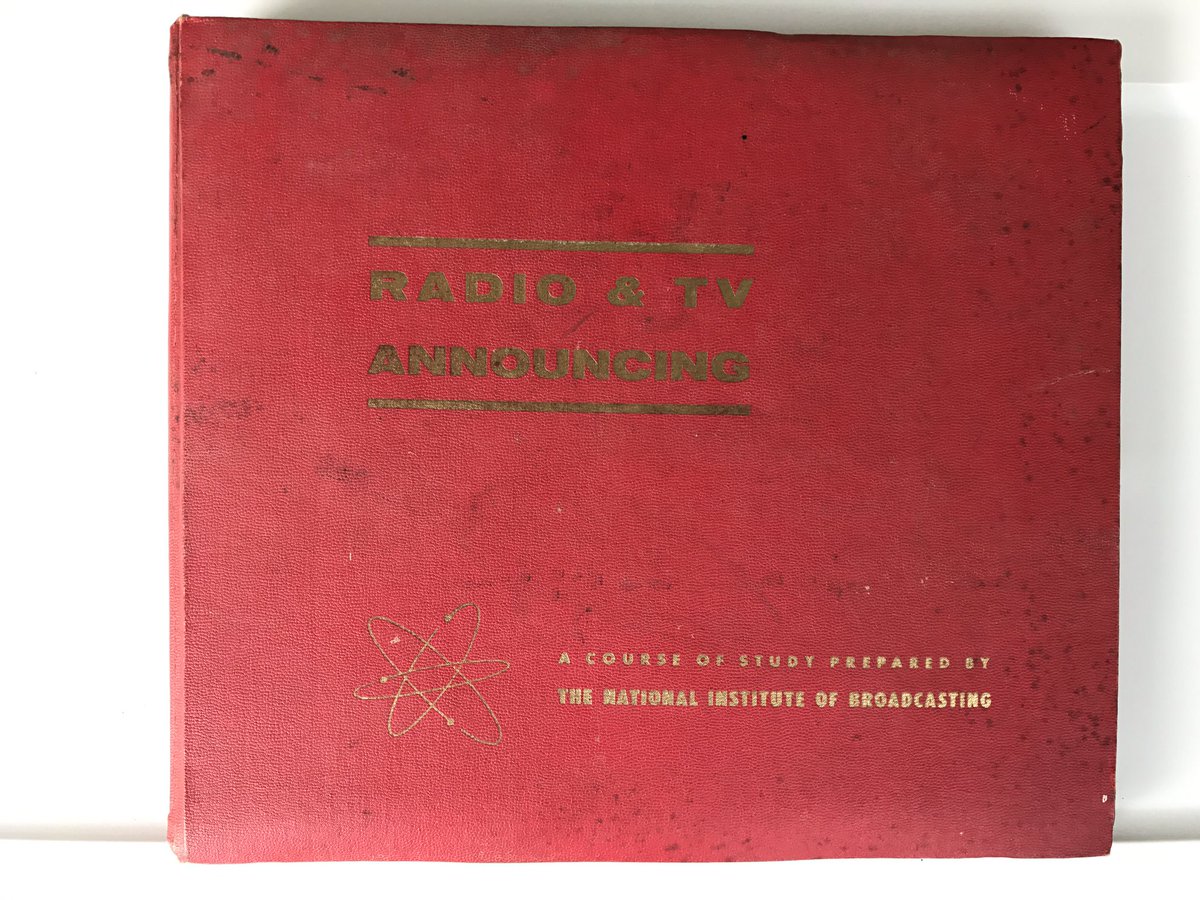 RADIO & TV
ANNOUNCING
A COURSE OF STUDY PREPARED BY
THE NATIONAL INSTITUTE OF BROADCASTING